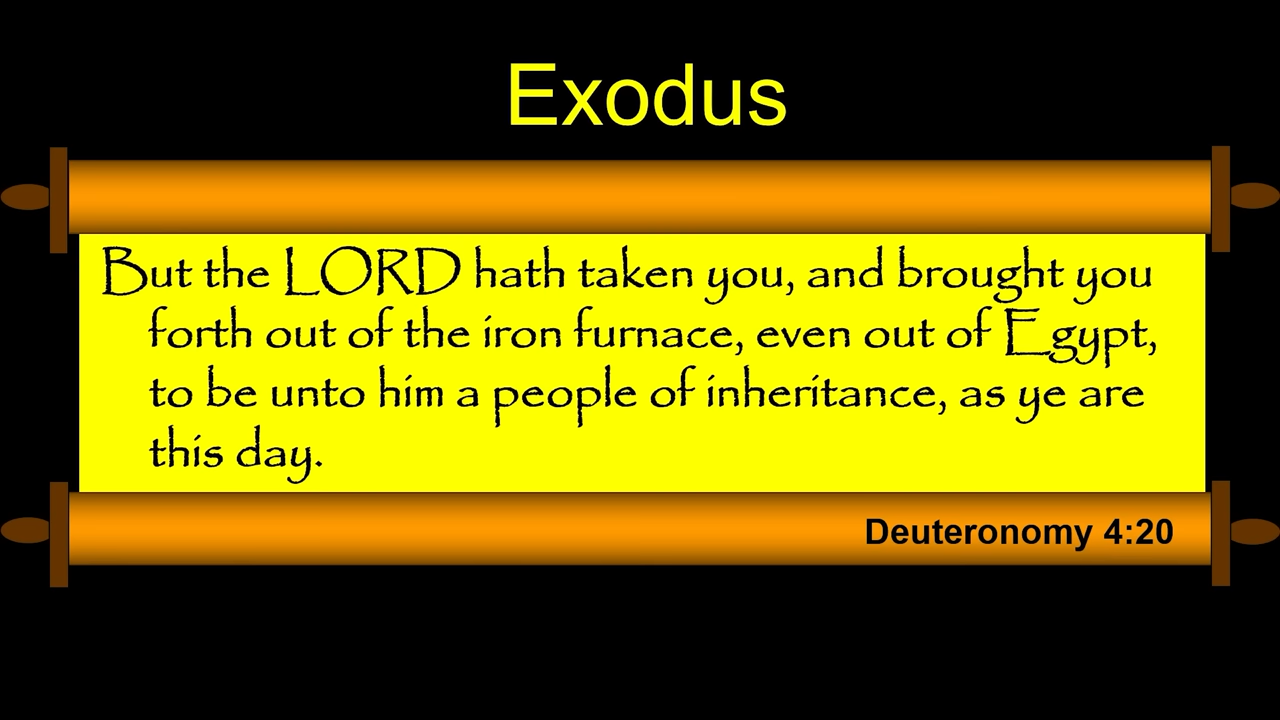 Exodus
But the LORD hath taken you, and brought you
forth out of the iron furnace, even out of Egypt,
to be unto him a people of inheritance, as ye are
this day.
Deuteronomy 4:20